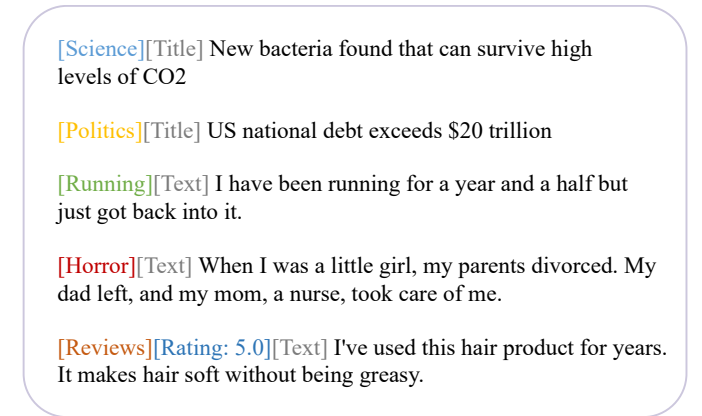 [Science][Title] New bacteria found that can survive high
levels of CO2
[Politics][Title] US national debt exceeds $20 trillion
[Running][Text] I have been running for a year and a half but
just got back into it.
[Horror][Text] When I was a little girl, my parents divorced. My
dad left, and my mom, a nurse, took care of me.
[Reviews][Rating: 5.0][Text] I've used this hair product for years.
It makes hair soft without being greasy.